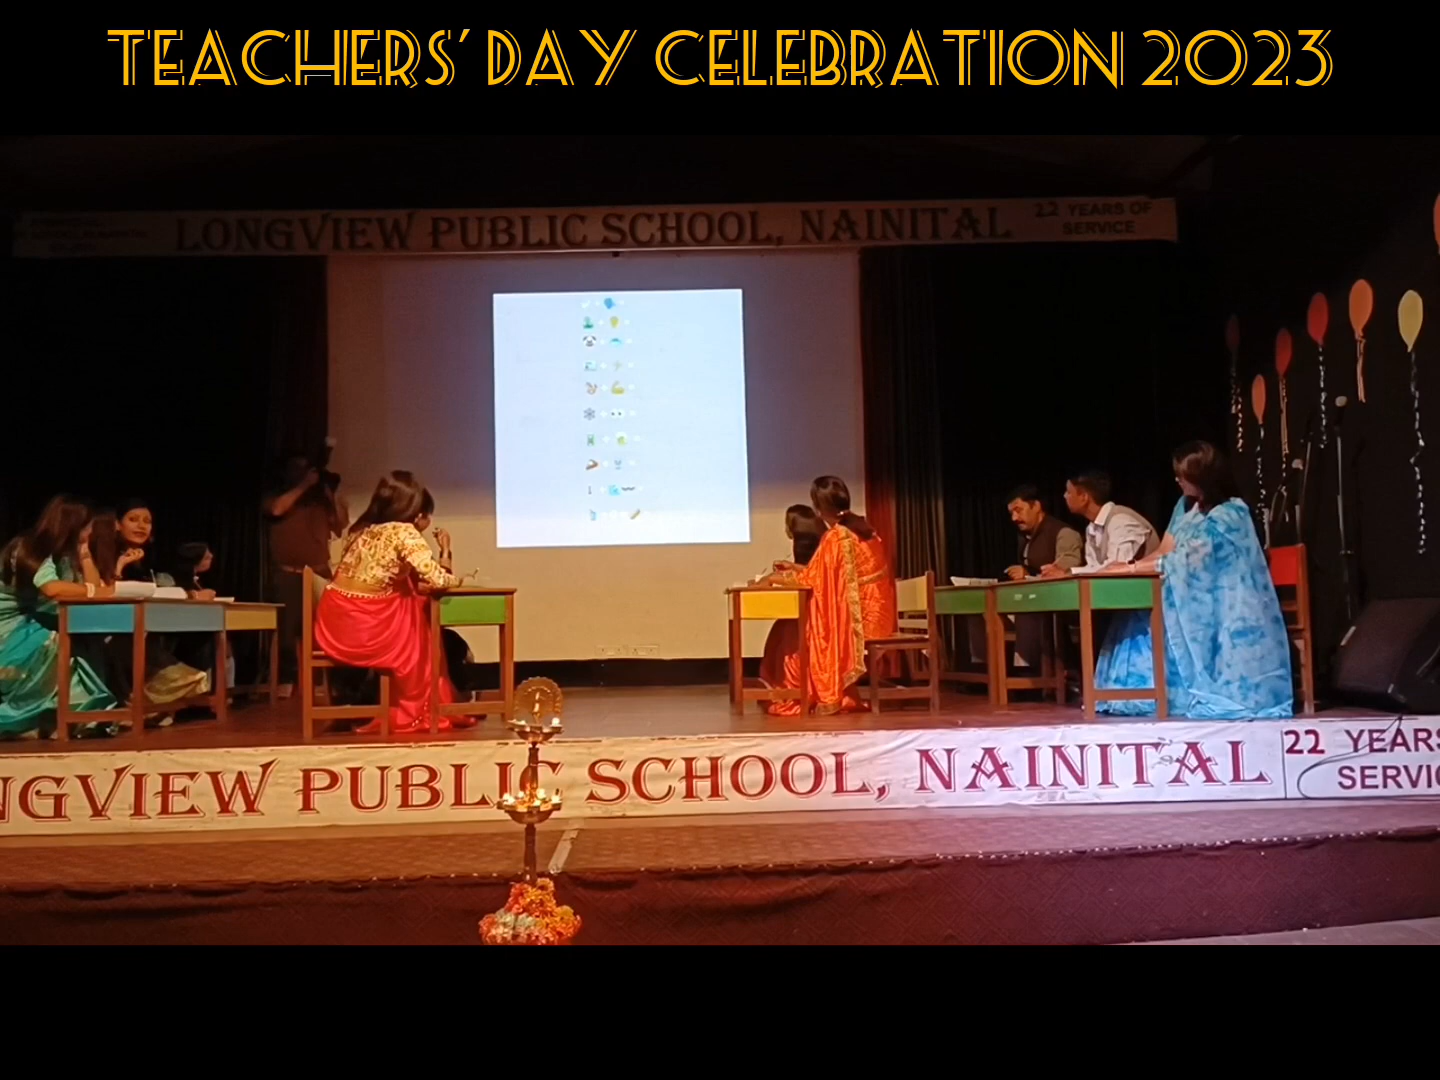 TEACHERS' DAY CELEBRATION 2023
LONGVIEW PUBLIC SCHOOL, NAINITAL
22 YEARS OF
SERVICE
NGVIEW PUBLIC SCHOOL, NAINITAL
22 YEARS
SERVIC